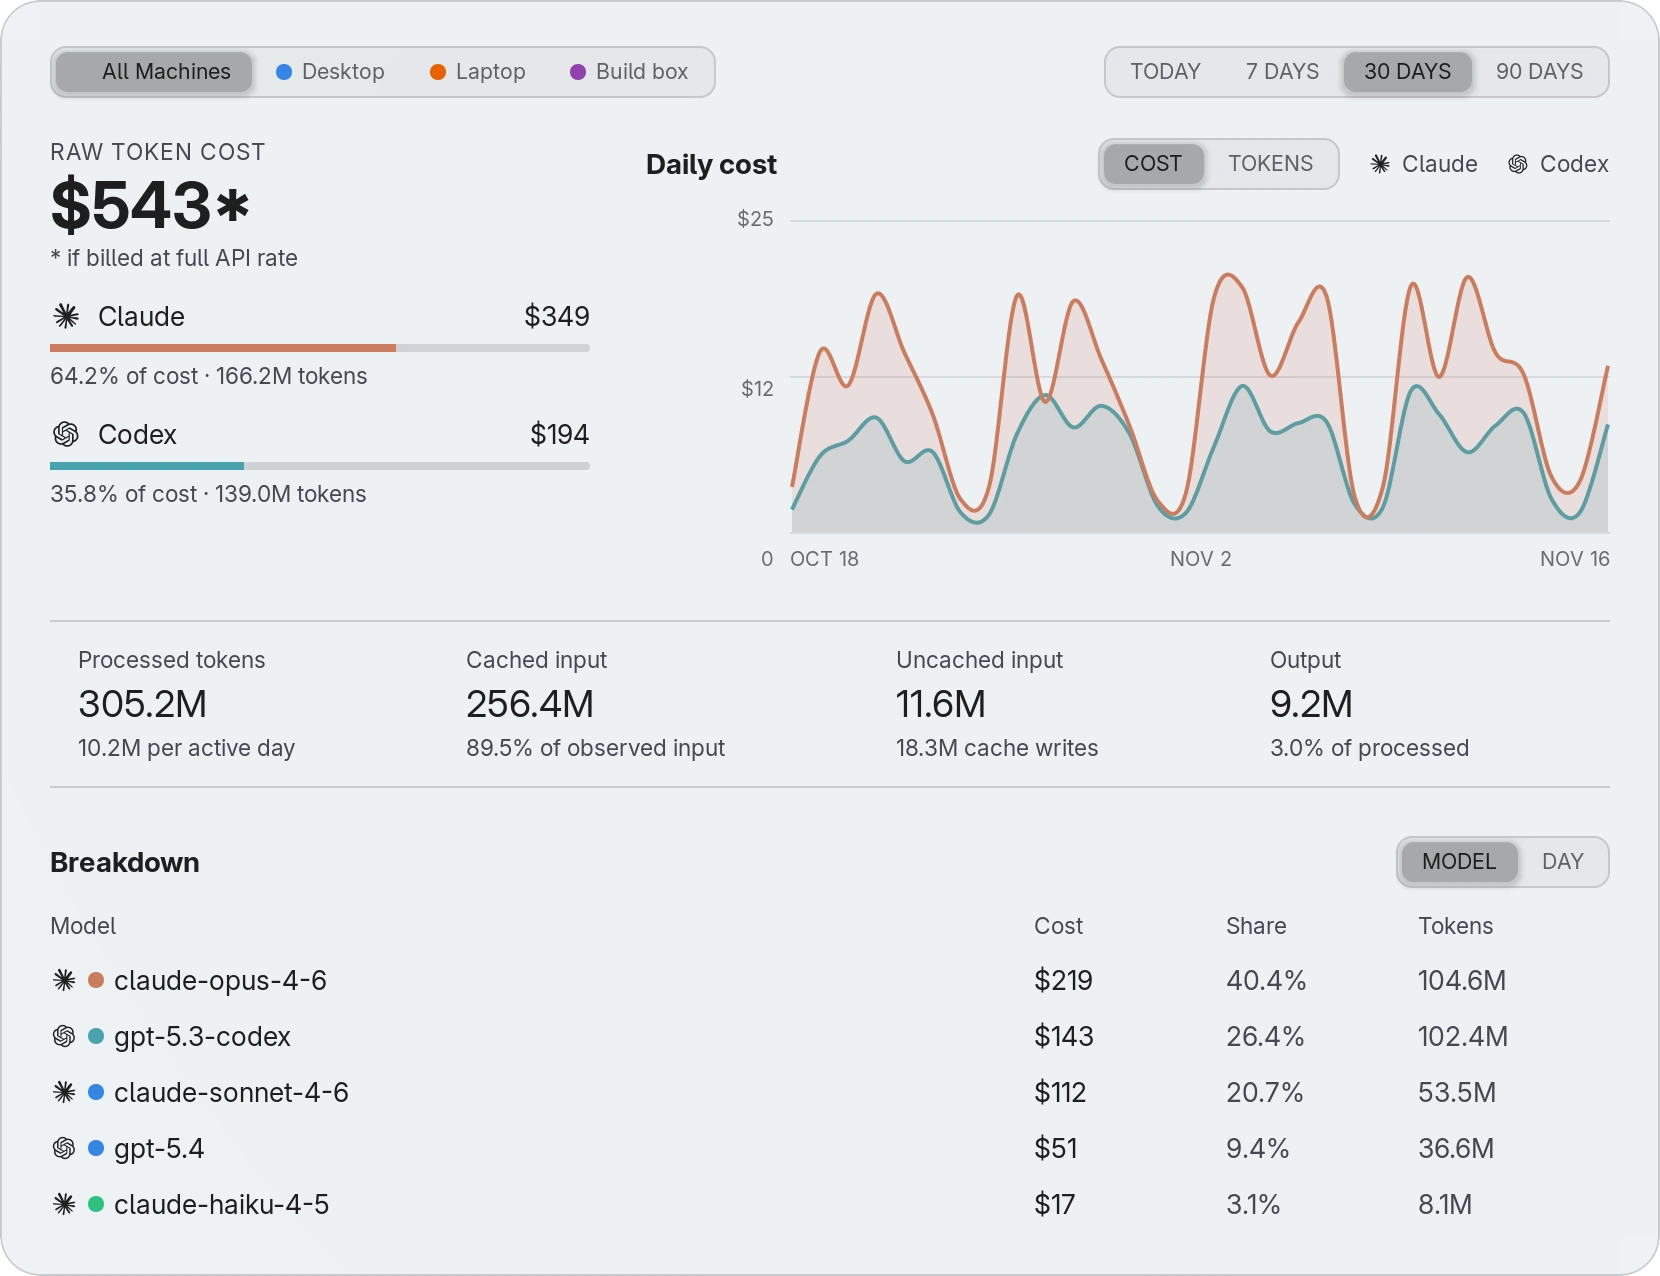 All Machines Desktop Laptop Build box
TODAY 7 DAYS 30 DAYS 90 DAYS
RAW TOKEN COST
$543*
* if billed at full API rate
Claude $349
64.2% of cost · 166.2M tokens
Codex $194
35.8% of cost · 139.0M tokens
Daily cost
COST TOKENS Claude Codex
$25
$12
0 OCT 18 NOV 2 NOV 16
Processed tokens
305.2M
10.2M per active day
Cached input
256.4M
89.5% of observed input
Uncached input
11.6M
18.3M cache writes
Output
9.2M
3.0% of processed
Breakdown
MODEL DAY
Model Cost Share Tokens
claude-opus-4-6 $219 40.4% 104.6M
gpt-5.3-codex $143 26.4% 102.4M
claude-sonnet-4-6 $112 20.7% 53.5M
gpt-5.4 $51 9.4% 36.6M
claude-haiku-4-5 $17 3.1% 8.1M